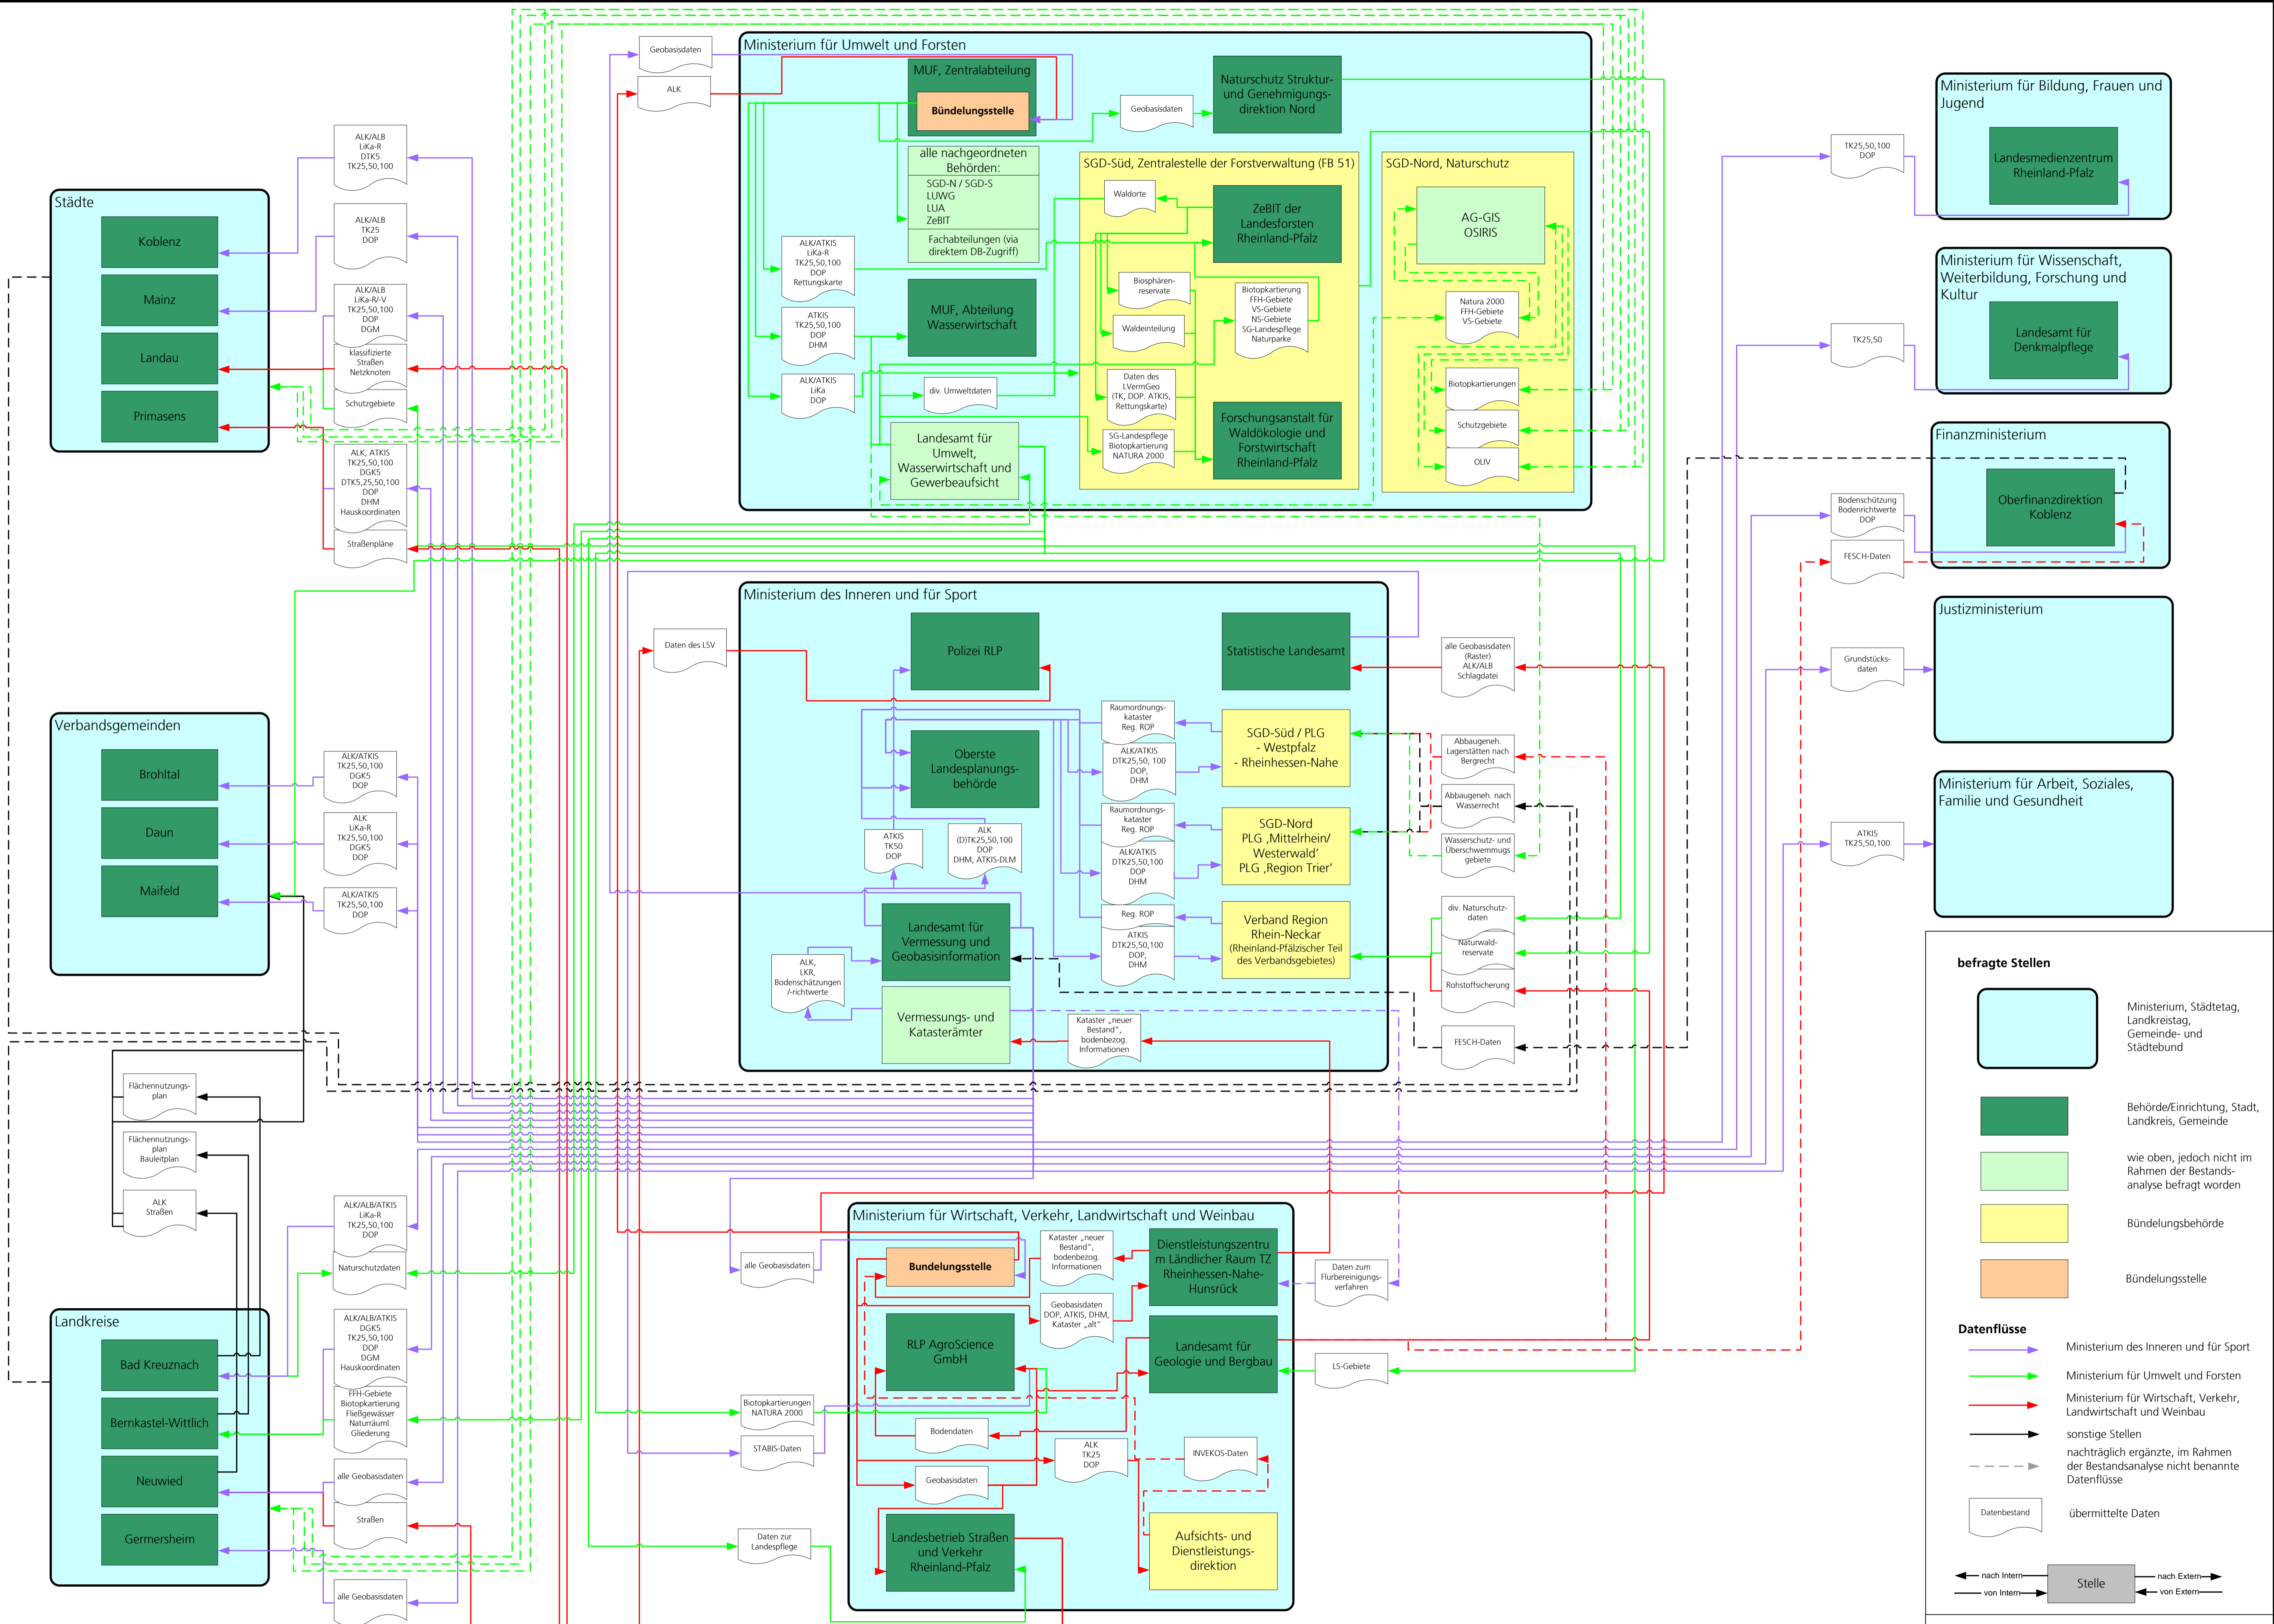 Städte
Koblenz
Mainz
Landau
Primasens
ALK/ALB
LiKa-R
DTK5
TK25,50,100
ALK/ALB
TK25
DOP
ALK/ALB
LiKa-R/-V
TK25,50,100
DOP
DGM
klassifizierte
Straßen
Netzknoten
Schutzgebiete
ALK, ATKIS
TK25,50,100
DGK5
DTK5,25,50,100
DOP
DHM
Hauskoordinaten
Straßenpläne
Verbandsgemeinden
Brohltal
Daun
Maifeld
ALK/ATKIS
TK25,50,100
DGK5
DOP
ALK
LiKa-R
TK25,50,100
DGK5
DOP
ALK/ATKIS
TK25,50,100
DOP
Flächennutzungs-
plan
Flächennutzungs-
plan
Bauleitplan
ALK
Straßen
Landkreise
Bad Kreuznach
Bernkastel-Wittlich
Neuwied
Germersheim
ALK/ALB/ATKIS
LiKa-R
TK25,50,100
DOP
Naturschutzdaten
ALK/ALB/ATKIS
DGK5
TK25,50,100
DOP
DGM
Hauskoordinaten
FFH-Gebiete
Biotopkartierung
Fließgewässer
Naturräuml.
Gliederung
alle Geobasisdaten
Straßen
alle Geobasisdaten
Geobasisdaten
ALK
Ministerium für Umwelt und Forsten
MUF, Zentralabteilung
Bündelungsstelle
alle nachgeordneten
Behörden:
SGD-N / SGD-S
LUWG
LUA
ZeBIT
Fachabteilungen (via
direktem DB-Zugriff)
ALK/ATKIS
LiKa-R
TK25,50,100
DOP
Rettungskarte
ATKIS
TK25,50,100
DOP
DHM
ALK/ATKIS
LiKa
DOP
MUF, Abteilung
Wasserwirtschaft
div. Umweltdaten
Landesamt für
Umwelt,
Wasserwirtschaft und
Gewerbeaufsicht
Geobasisdaten
Naturschutz Struktur-
und Genehmigungs-
direktion Nord
SGD-Süd, Zentralestelle der Forstverwaltung (FB 51)
Waldorte
ZeBIT der
Landesforsten
Rheinland-Pfalz
Biosphären-
reservate
Waldeinteilung
Biotopkartierung
FFH-Gebiete
VS-Gebiete
NS-Gebiete
SG-Landespflege
Naturparke
Daten des
LVermGeo
(TK, DOP. ATKIS,
Rettungskarte)
SG-Landespflege
Biotopkartierung
NATURA 2000
Forschungsanstalt für
Waldökologie und
Forstwirtschaft
Rheinland-Pfalz
SGD-Nord, Naturschutz
AG-GIS
OSIRIS
Natura 2000
FFH-Gebiete
VS-Gebiete
Biotopkartierungen
Schutzgebiete
OLIV
Ministerium des Inneren und für Sport
Daten des LSV
Polizei RLP
Statistische Landesamt
Oberste
Landesplanungs-
behörde
Raumordnungs-
kataster
Reg. ROP
ALK/ATKIS
DTK25,50, 100
DOP,
DHM
SGD-Süd / PLG
- Westpfalz
- Rheinhessen-Nahe
Raumordnungs-
kataster
Reg. ROP
ALK/ATKIS
DTK25,50,100
DOP
DHM
SGD-Nord
PLG ‚Mittelrhein/
Westerwald’
PLG ‚Region Trier’
ATKIS
TK50
DOP
ALK
(D)TK25,50,100
DOP
DHM, ATKIS-DLM
Landesamt für
Vermessung und
Geobasisinformation
Reg. ROP
ATKIS
DTK25,50,100
DOP,
DHM
Verband Region
Rhein-Neckar
(Rheinland-Pfälzischer Teil
des Verbandsgebietes)
ALK,
LKR,
Bodenschätzungen
/-richtwerte
Vermessungs- und
Katasterämter
Kataster „neuer
Bestand“,
bodenbezog.
Informationen
alle Geobasisdaten
(Raster)
ALK/ALB
Schlagdatei
Abbaugeneh.
Lagerstätten nach
Bergrecht
Abbaugeneh. nach
Wasserrecht
Wasserschutz- und
Überschwemmugs
gebiete
div. Naturschutz-
daten
Naturwald-
reservate
Rohstoffsicherung
FESCH-Daten
Ministerium für Wirtschaft, Verkehr, Landwirtschaft und Weinbau
alle Geobasisdaten
Bundelungsstelle
Kataster „neuer
Bestand“,
bodenbezog.
Informationen
Dienstleistungszentru
m Ländlicher Raum TZ
Rheinhessen-Nahe-
Hunsrück
Daten zum
Flurbereinigungs-
verfahren
Geobasisdaten
DOP, ATKIS, DHM,
Kataster „alt“
RLP AgroScience
GmbH
Landesamt für
Geologie und Bergbau
LS-Gebiete
Biotopkartierungen
NATURA 2000
STABIS-Daten
Bodendaten
ALK
TK25
DOP
INVEKOS-Daten
Geobasisdaten
Daten zur
Landespflege
Landesbetrieb Straßen
und Verkehr
Rheinland-Pfalz
Aufsichts- und
Dienstleistungs-
direktion
TK25,50,100
DOP
Ministerium für Bildung, Frauen und
Jugend
Landesmedienzentrum
Rheinland-Pfalz
TK25,50
Ministerium für Wissenschaft,
Weiterbildung, Forschung und
Kultur
Landesamt für
Denkmalpflege
Bodenschützung
Bodenrichtwerte
DOP
FESCH-Daten
Finanzministerium
Oberfinanzdirektion
Koblenz
Grundstücks-
daten
Justizministerium
ATKIS
TK25,50,100
Ministerium für Arbeit, Soziales,
Familie und Gesundheit
befragte Stellen
Ministerium, Städtetag,
Landkreistag,
Gemeinde- und
Städtebund
Behörde/Einrichtung, Stadt,
Landkreis, Gemeinde
wie oben, jedoch nicht im
Rahmen der Bestands-
analyse befragt worden
Bündelungsbehörde
Bündelungsstelle
Datenflüsse
Ministerium des Inneren und für Sport
Ministerium für Umwelt und Forsten
Ministerium für Wirtschaft, Verkehr,
Landwirtschaft und Weinbau
sonstige Stellen
nachträglich ergänzte, im Rahmen
der Bestandsanalyse nicht benannte
Datenflüsse
Datenbestand
übermittelte Daten
nach Intern
von Intern
Stelle
nach Extern
von Extern